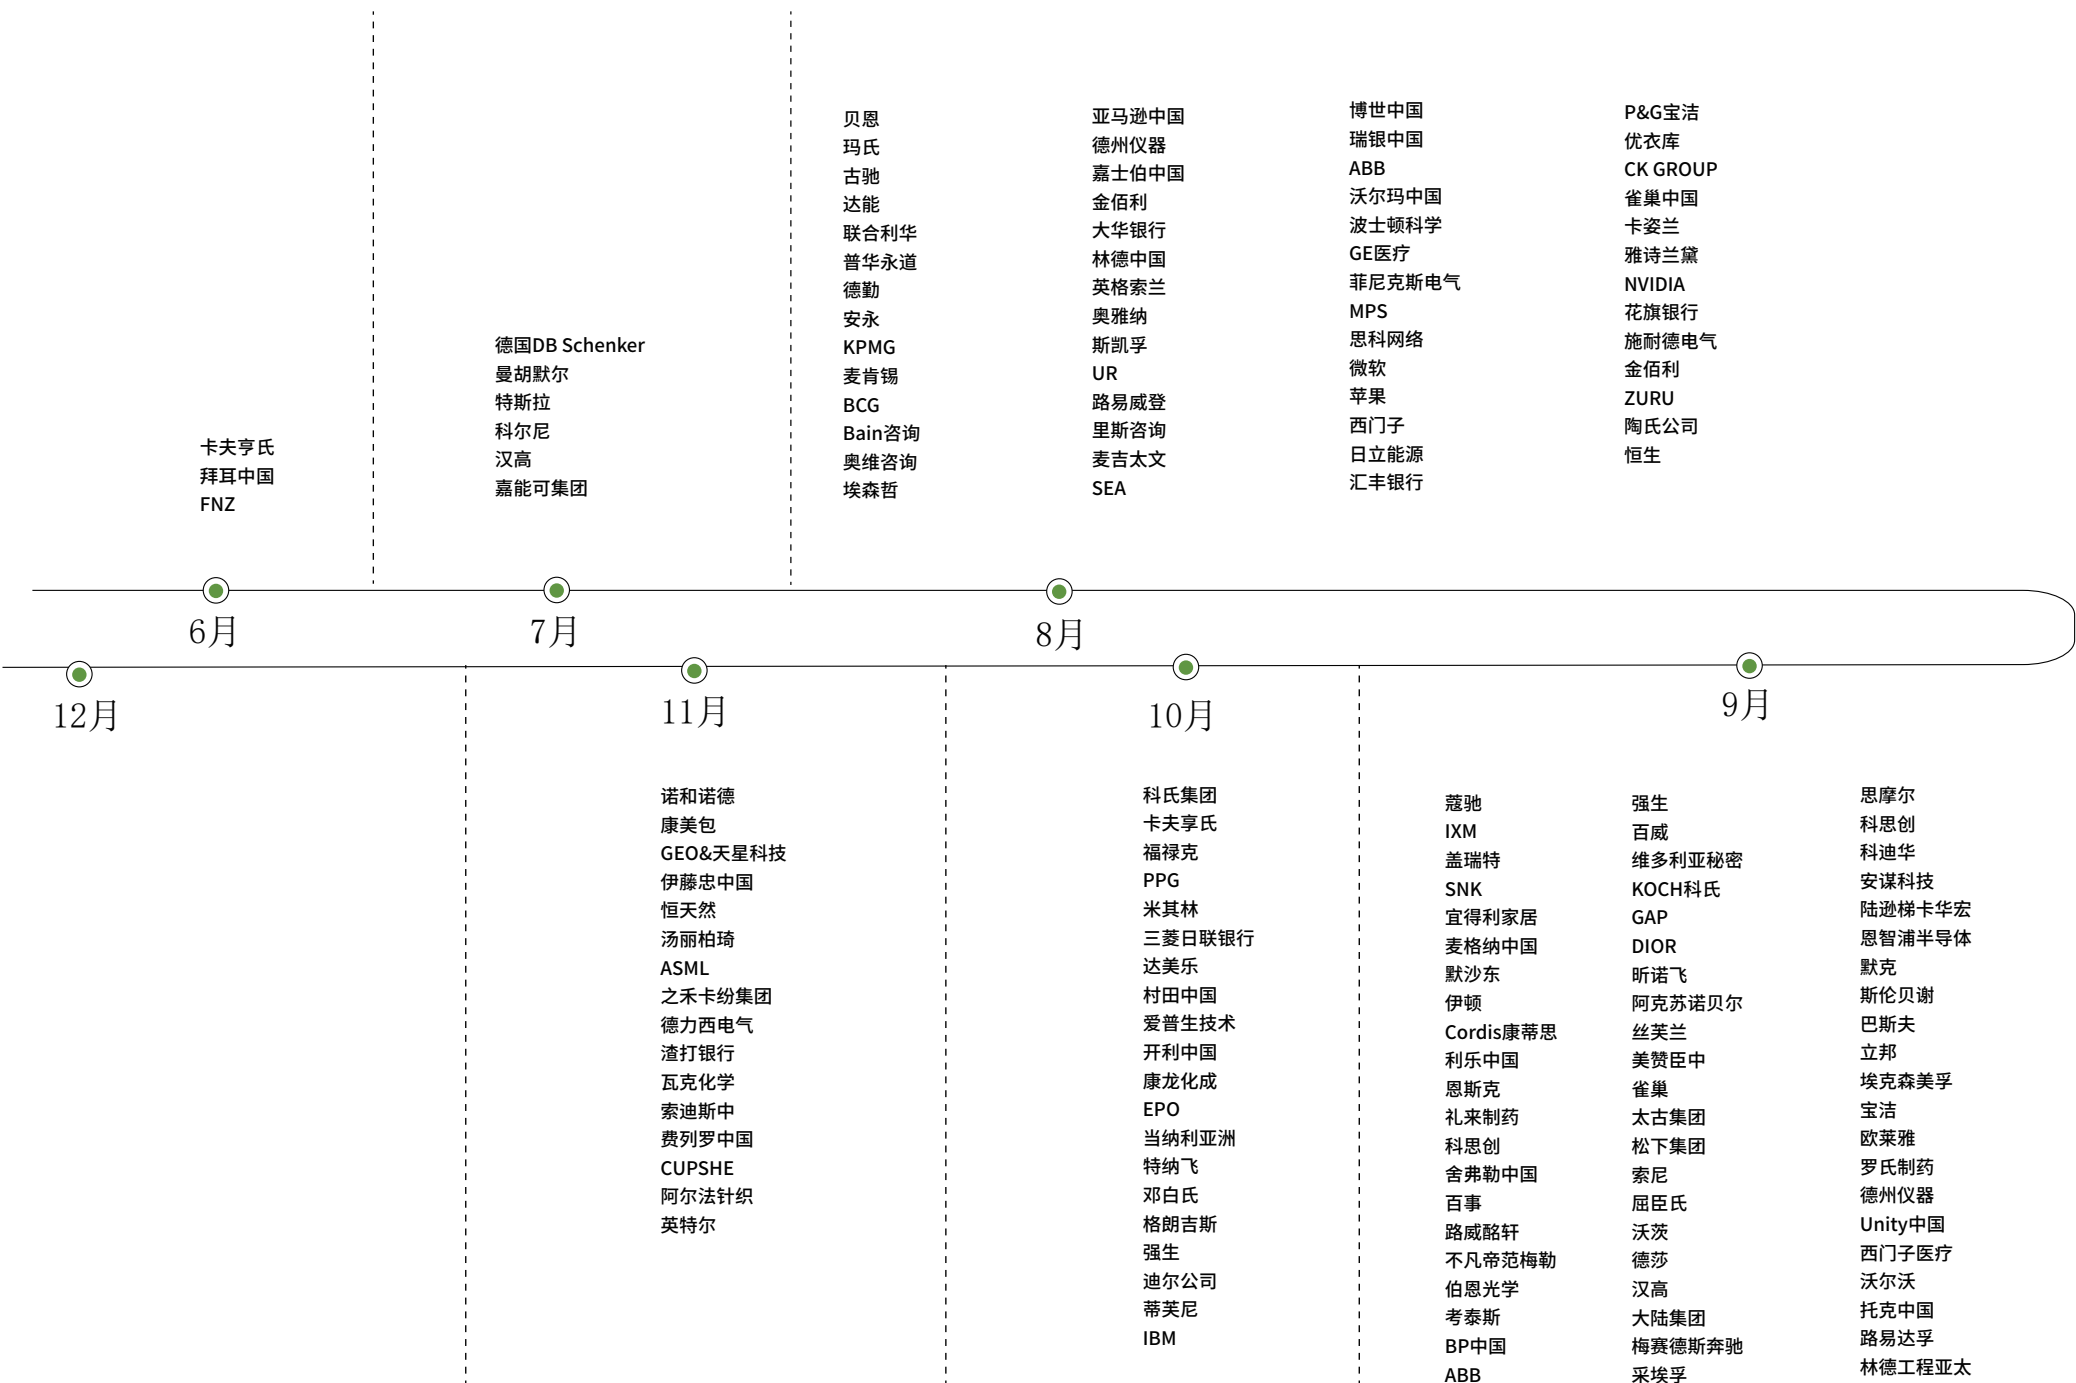 卡夫亨氏
拜耳中国
FNZ
6月
德国DB Schenker
曼胡默尔
特斯拉
科尔尼
汉高
嘉能可集团
7月
贝恩
玛氏
古驰
达能
联合利华
普华永道
德勤
安永
KPMG
麦肯锡
BCG
Bain咨询
奥维咨询
埃森哲
亚马逊中国
德州仪器
嘉士伯中国
金佰利
大华银行
林德中国
英格索兰
奥雅纳
斯凯孚
UR
路易威登
里斯咨询
麦吉太文
SEA
博世中国
瑞银中国
ABB
沃尔玛中国
波士顿科学
GE医疗
菲尼克斯电气
MPS
思科网络
微软
苹果
西门子
日立能源
汇丰银行
P&G宝洁
优衣库
CK GROUP
雀巢中国
卡姿兰
雅诗兰黛
NVIDIA
花旗银行
施耐德电气
金佰利
ZURU
陶氏公司
恒生
8月
12月
11月
诺和诺德
康美包
GEO&天星科技
伊藤忠中国
恒天然
汤丽柏琦
ASML
之禾卡纷集团
德力西电气
渣打银行
瓦克化学
索迪斯中
费列罗中国
CUPSHE
阿尔法针织
英特尔
10月
科氏集团
卡夫享氏
福禄克
PPG
米其林
三菱日联银行
达美乐
村田中国
爱普生技术
开利中国
康龙化成
EPO
当纳利亚洲
特纳飞
邓白氏
格朗吉斯
强生
迪尔公司
蒂芙尼
IBM
9月
蔻驰
IXM
盖瑞特
SNK
宜得利家居
麦格纳中国
默沙东
伊顿
Cordis康蒂思
利乐中国
恩斯克
礼来制药
科思创
舍弗勒中国
百事
路威酩轩
不凡帝范梅勒
伯恩光学
考泰斯
BP中国
ABB
强生
百威
维多利亚秘密
KOCH科氏
GAP
DIOR
昕诺飞
阿克苏诺贝尔
丝芙兰
美赞臣中
雀巢
太古集团
松下集团
索尼
屈臣氏
沃茨
德莎
汉高
大陆集团
梅赛德斯奔驰
采埃孚
思摩尔
科思创
科迪华
安谋科技
陆逊梯卡华宏
恩智浦半导体
默克
斯伦贝谢
巴斯夫
立邦
埃克森美孚
宝洁
欧莱雅
罗氏制药
德州仪器
Unity中国
西门子医疗
沃尔沃
托克中国
路易达孚
林德工程亚太